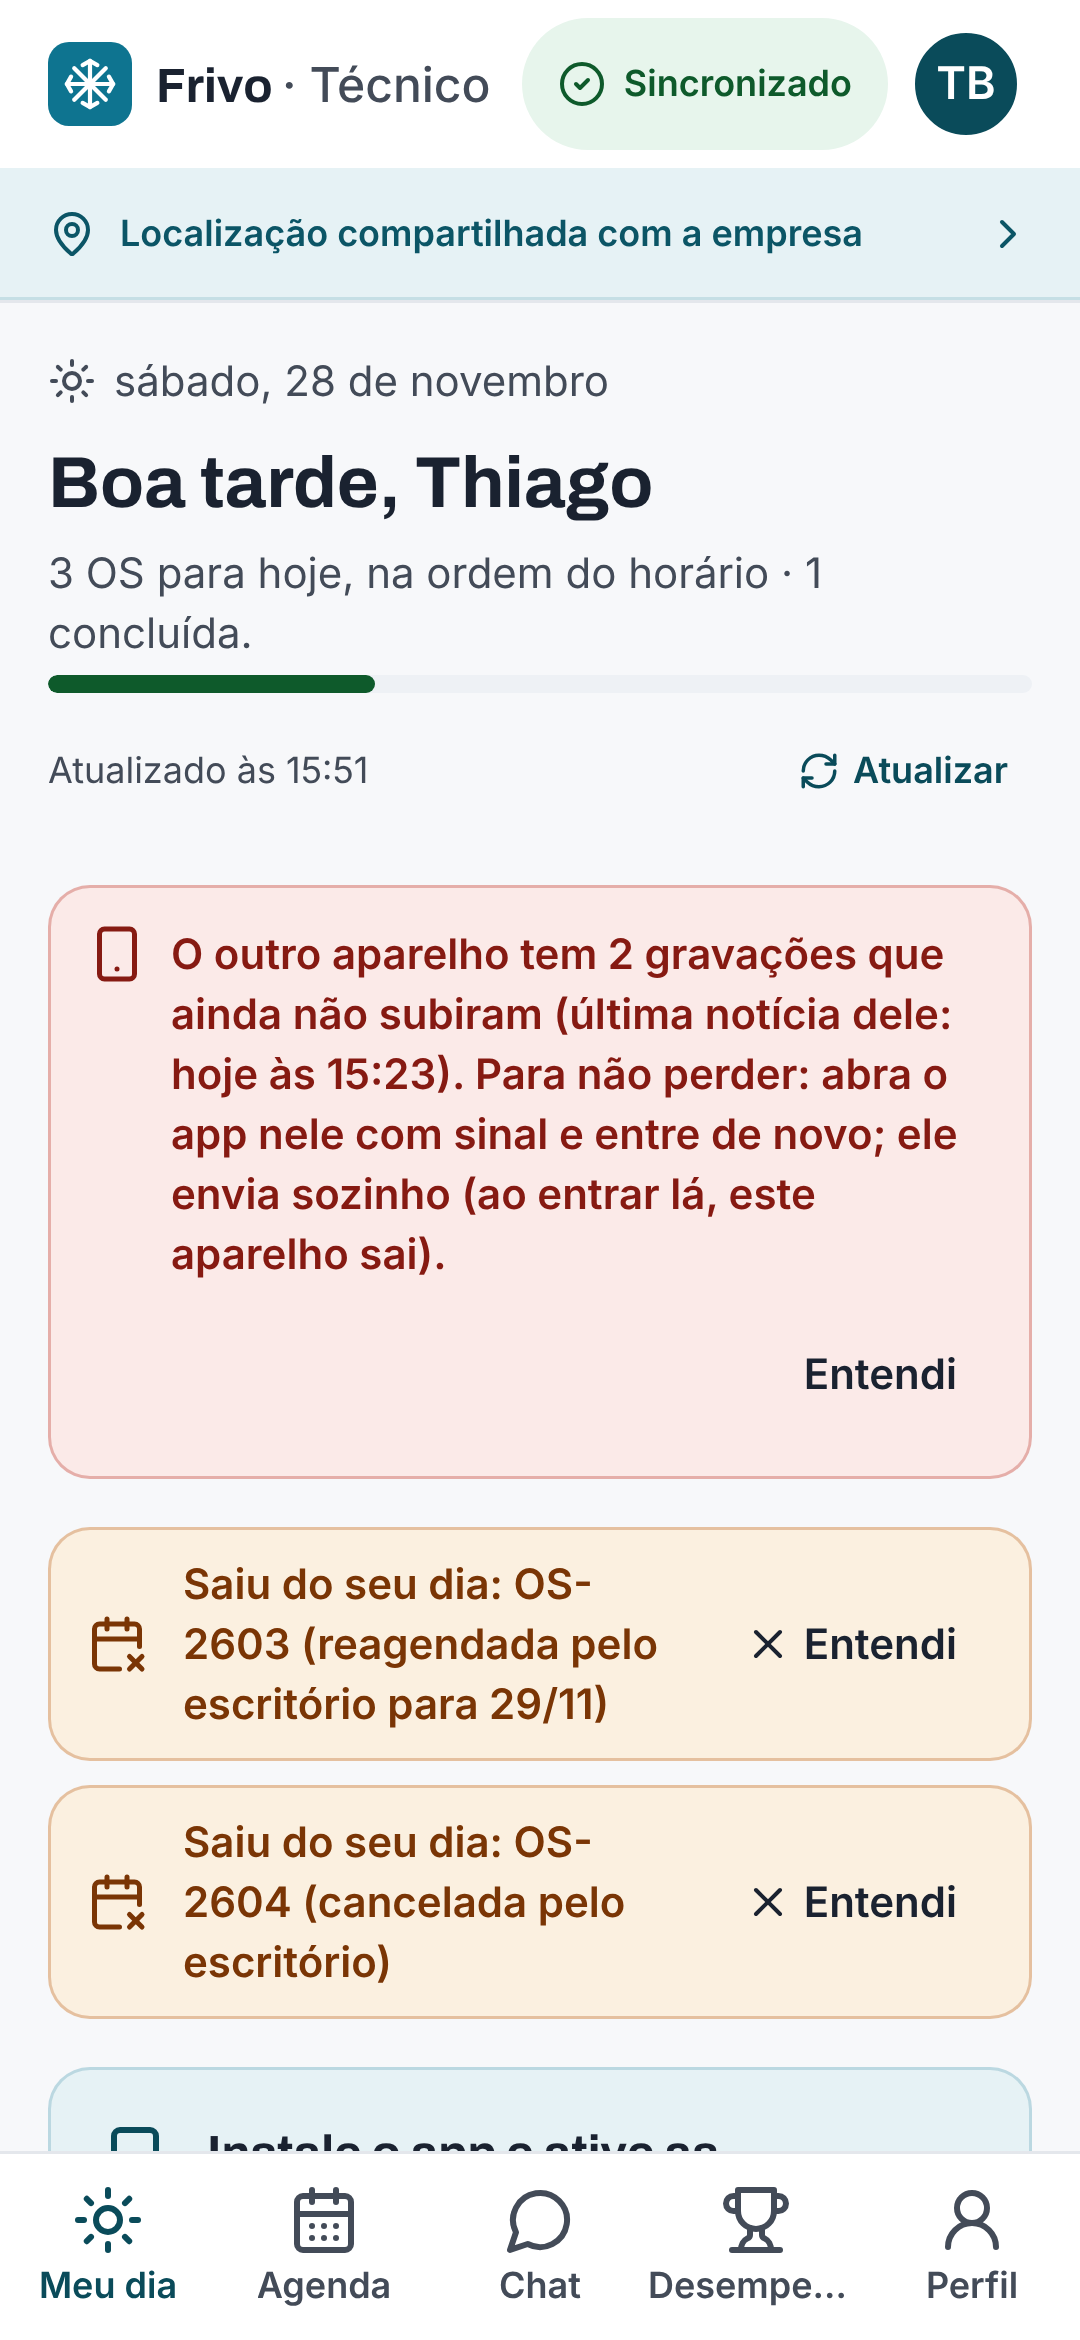 Frivo · Técnico
Sincronizado
TB
Localização compartilhada com a empresa
sábado, 28 de novembro
Boa tarde, Thiago
3 OS para hoje, na ordem do horário · 1
concluída.
Atualizado às 15:51
Atualizar
O outro aparelho tem 2 gravações que
ainda não subiram (última notícia dele:
hoje às 15:23). Para não perder: abra o
app nele com sinal e entre de novo; ele
envia sozinho (ao entrar lá, este
aparelho sai).
Entendi
Saiu do seu dia: OS-
2603 (reagendada pelo
escritório para 29/11)
Entendi
Saiu do seu dia: OS-
2604 (cancelada pelo
escritório)
Entendi
Instale o app e ative as
Meu dia
Agenda
Chat
Desempe...
Perfil